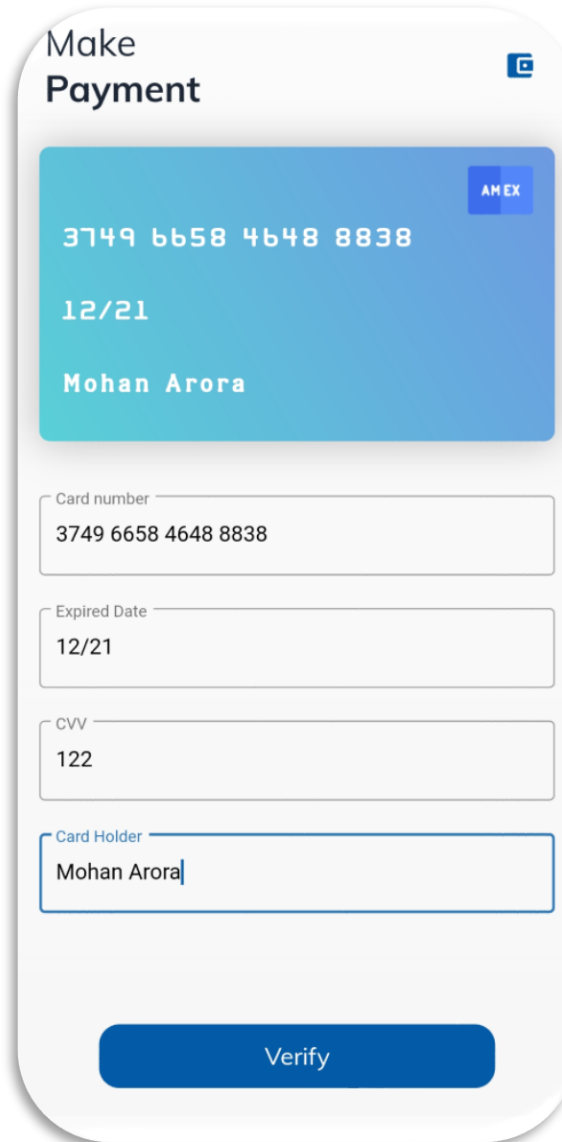 Make
Payment
AMEX
3749 6658 4648 8838
12/21
Mohan Arora
Card number
3749 6658 4648 8838
Expired Date
12/21
CVV
122
Card Holder
Mohan Arora
Verify